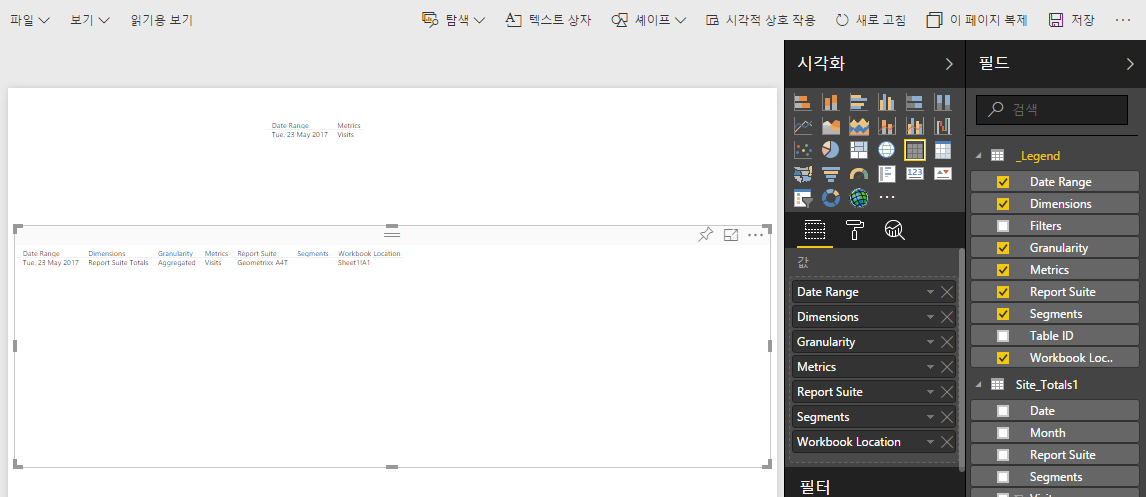 파일 보기 읽기용 보기 탐색 텍스트 상자 셰이프 시각적 상호 작용 새로 고침 이 페이지 복제 저장 ...
Date Range Metrics
Tue. 23 May 2017 Visits
Date Range Dimensions Granularity Metrics Report Suite Segments Workbook Location
Tue. 23 May 2017 Report Suite Totals Aggregated Visits Geometrixx A4T Sheet1!A1
시각화
123
값
Date Range
Dimensions
Granularity
Metrics
Report Suite
Segments
Workbook Location
필터
필드
검색
_Legend
Date Range
Dimensions
Filters
Granularity
Metrics
Report Suite
Segments
Table ID
Workbook Loc..
Site_Totals1
Date
Month
Report Suite
Segments